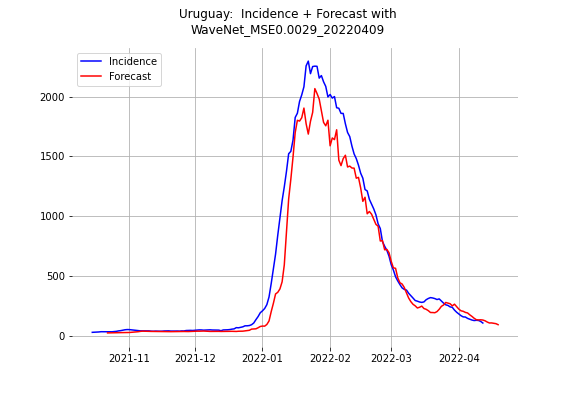 Uruguay:  Incidence + Forecast with
WaveNet_MSE0.0029_20220409
Incidence
Forecast
2000
1500
1000
500
0
2021-11 2021-12 2022-01 2022-02 2022-03 2022-04